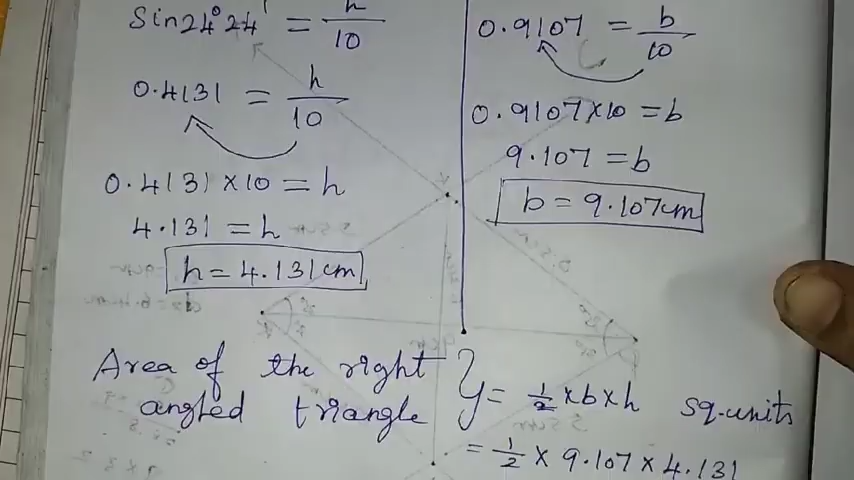 Sin24°24' = h/10
0.4131 = h/10
0.4131 × 10 = h
4.131 = h
h = 4.131cm
0.9107 = b/10
0.9107×10 = b
9.107 = b
b = 9.107cm
Area of the right
angled triangle } = 1/2 × b × h sq.units
= 1/2 × 9.107 × 4.131